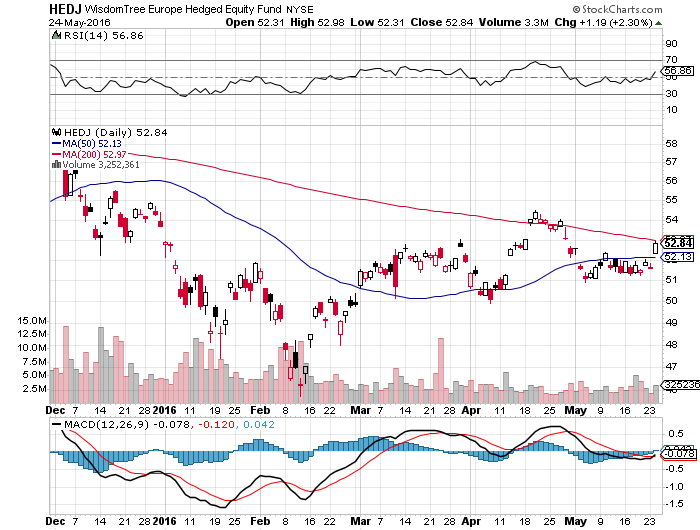 HEDJ WisdomTree Europe Hedged Equity Fund NYSE © StockCharts.com
24-May-2016 Open 52.31 High 52.98 Low 52.31 Close 52.84 Volume 3.3M Chg +1.19 (+2.30%)
RSI(14) 56.86
90
70
56.86
50
30
10
HEDJ (Daily) 52.84
MA(50) 52.13
MA(200) 52.97
Volume 3,252,361
58
57
56
55
54
52.84
52.13
51
50
49
48
47
15.0M
12.5M
10.0M
7.5M
5.0M
2.5M
Dec 7 14 21 28 2016 11 19 25 Feb 8 16 22 Mar 7 14 21 28 Apr 11 18 25 May 9 16 23
MACD(12,26,9) -0.078, -0.120, 0.042
0.5
-0.078
-0.5
-1.0
-1.5
Dec 7 14 21 28 2016 11 19 25 Feb 8 16 22 Mar 7 14 21 28 Apr 11 18 25 May 9 16 23